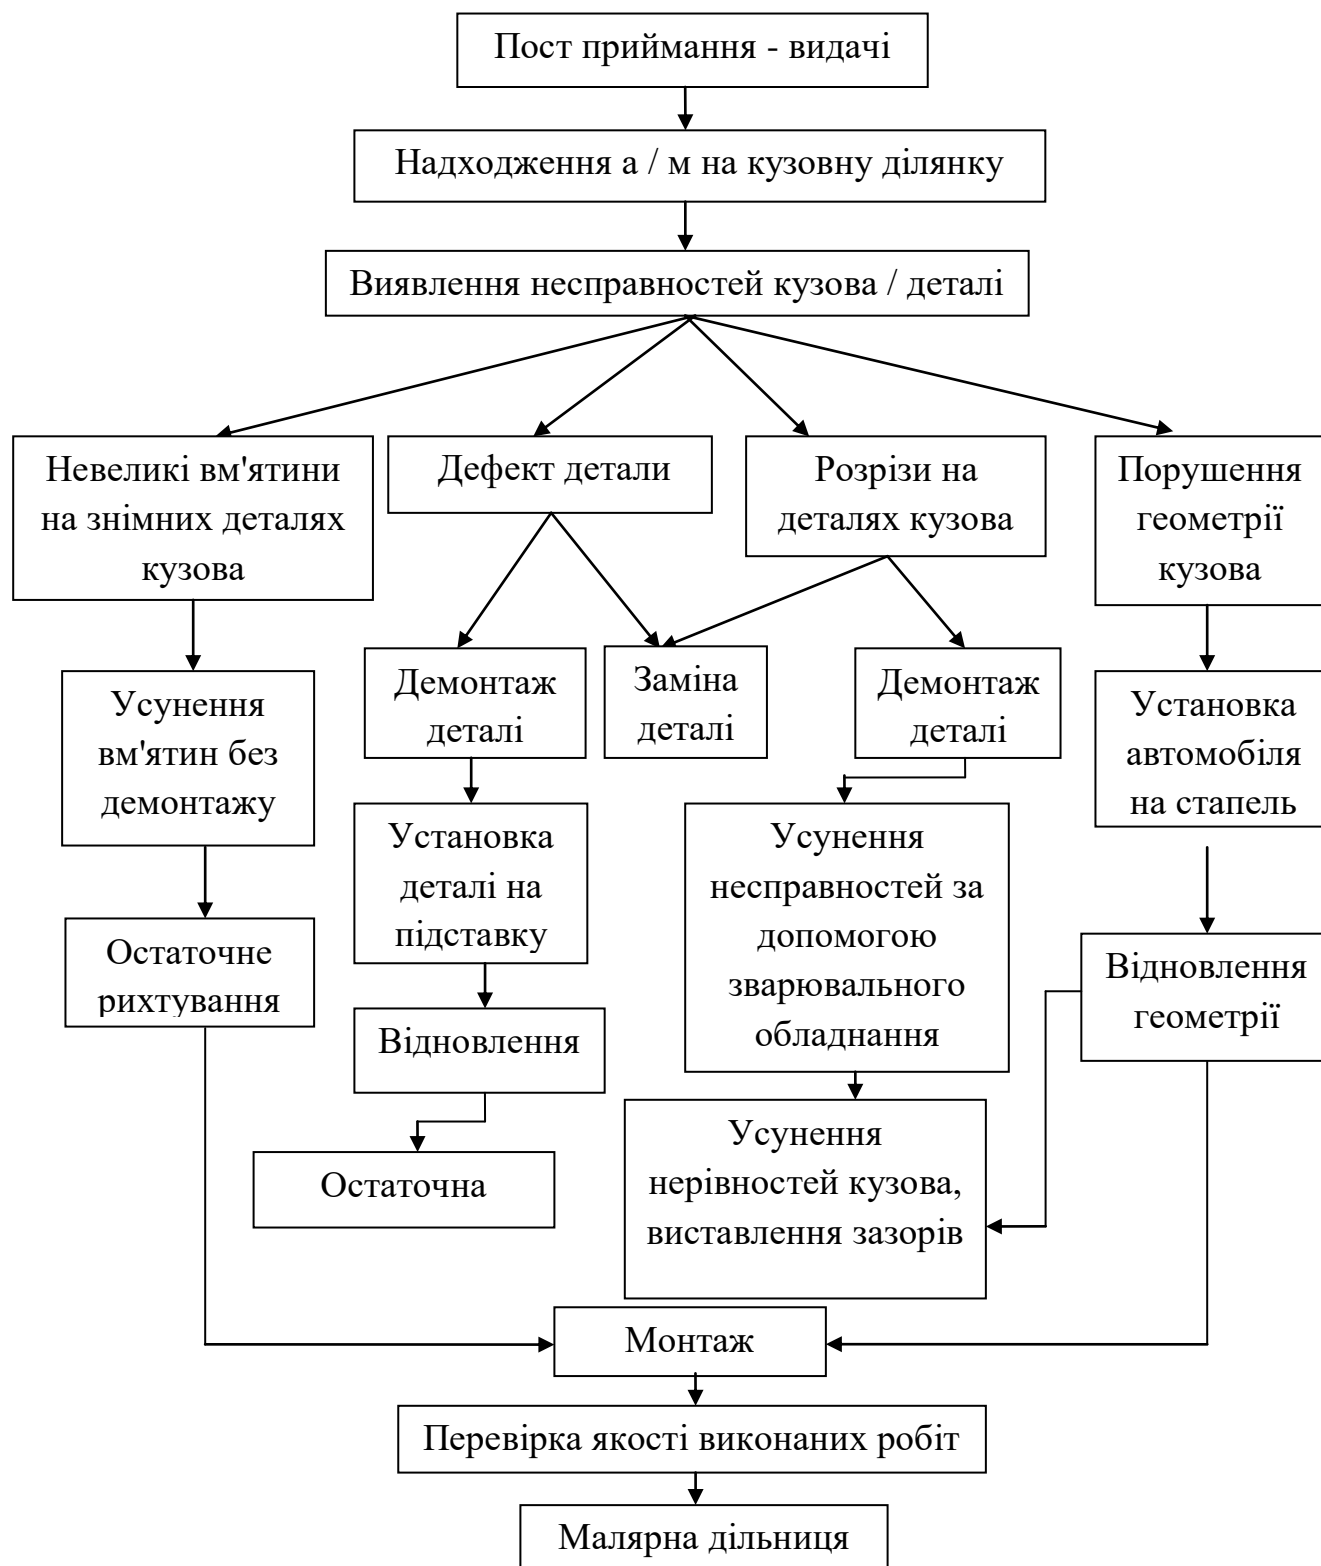 Пост приймання - видачі
Надходження а / м на кузовну ділянку
Виявлення несправностей кузова / деталі
Невеликі вм'ятини
на знімних деталях
кузова
Дефект детали
Розрізи на
деталях кузова
Порушення
геометрії
кузова
Усунення
вм'ятин без
демонтажу
Демонтаж
деталі
Заміна
деталі
Демонтаж
деталі
Установка
автомобіля
на стапель
Установка
деталі на
підставку
Усунення
несправностей за
допомогою
зварювального
обладнання
Остаточне
рихтування
Відновлення
геометрії
Відновлення
Усунення
нерівностей кузова,
виставлення зазорів
Остаточна
Монтаж
Перевірка якості виконаних робіт
Малярна дільниця